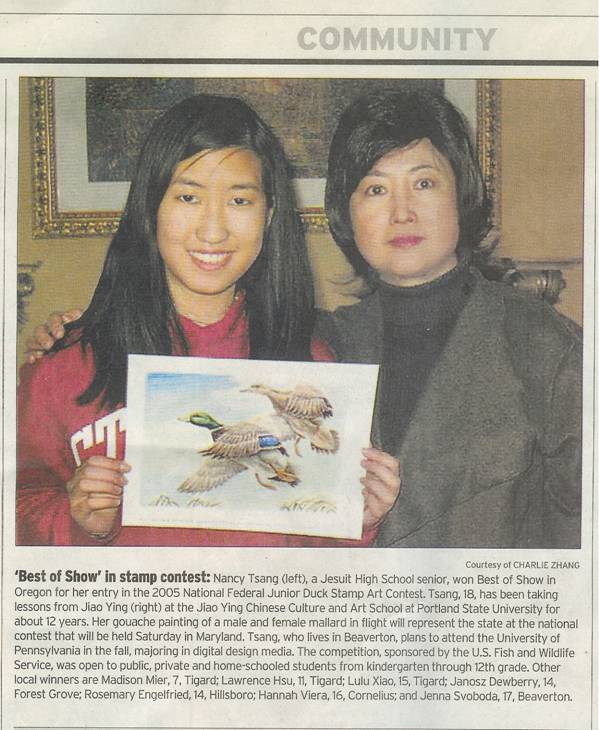 COMMUNITY
Courtesy of CHARLIE ZHANG
‘Best of Show’ in stamp contest: Nancy Tsang (left), a Jesuit High School senior, won Best of Show in
Oregon for her entry in the 2005 National Federal Junior Duck Stamp Art Contest. Tsang, 18, has been taking
lessons from Jiao Ying (right) at the Jiao Ying Chinese Culture and Art School at Portland State University for
about 12 years. Her gouache painting of a male and female mallard in flight will represent the state at the national
contest that will be held Saturday in Maryland. Tsang, who lives in Beaverton, plans to attend the University of
Pennsylvania in the fall, majoring in digital design media. The competition, sponsored by the U.S. Fish and Wildlife
Service, was open to public, private and home-schooled students from kindergarten through 12th grade. Other
local winners are Madison Mier, 7, Tigard; Lawrence Hsu, 11, Tigard; Lulu Xiao, 15, Tigard; Janosz Dewberry, 14,
Forest Grove; Rosemary Engelfried, 14, Hillsboro; Hannah Viera, 16, Cornelius; and Jenna Svoboda, 17, Beaverton.